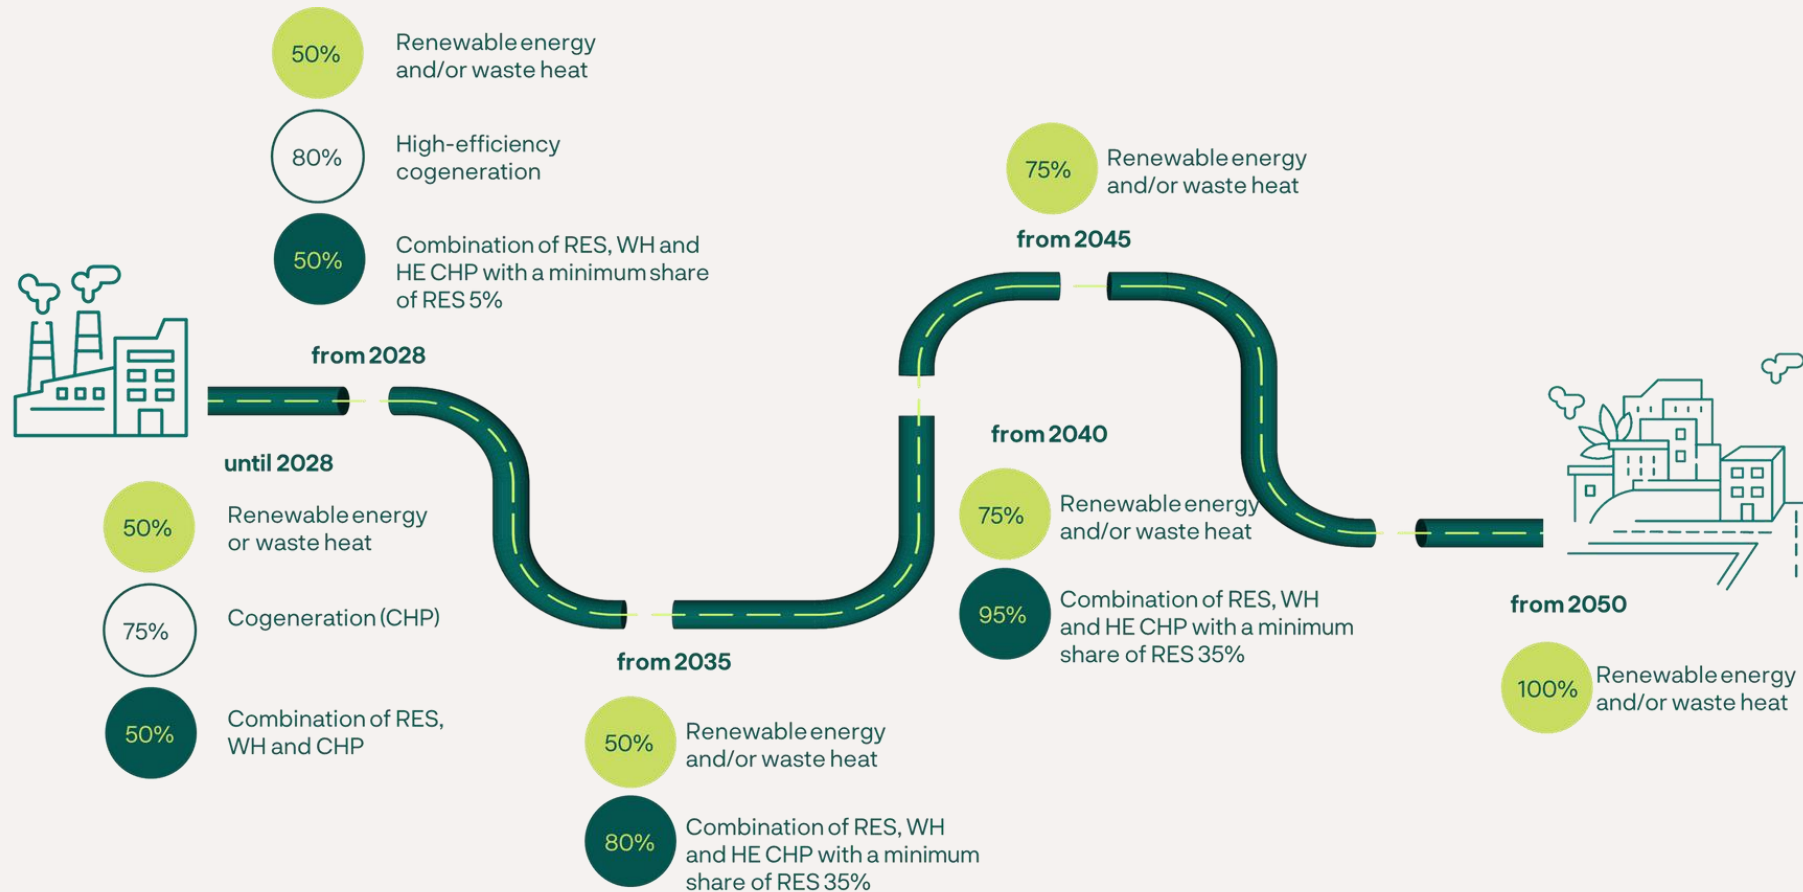 50%
Renewable energy
and/or waste heat
80%
High-efficiency
cogeneration
50%
Combination of RES, WH and
HE CHP with a minimum share
of RES 5%
from 2028
until 2028
50%
Renewable energy
or waste heat
75%
Cogeneration (CHP)
50%
Combination of RES,
WH and CHP
from 2035
50%
Renewable energy
and/or waste heat
80%
Combination of RES, WH
and HE CHP with a minimum
share of RES 35%
75%
Renewable energy
and/or waste heat
from 2045
from 2040
75%
Renewable energy
and/or waste heat
95%
Combination of RES, WH
and HE CHP with a minimum
share of RES 35%
from 2050
100%
Renewable energy
and/or waste heat